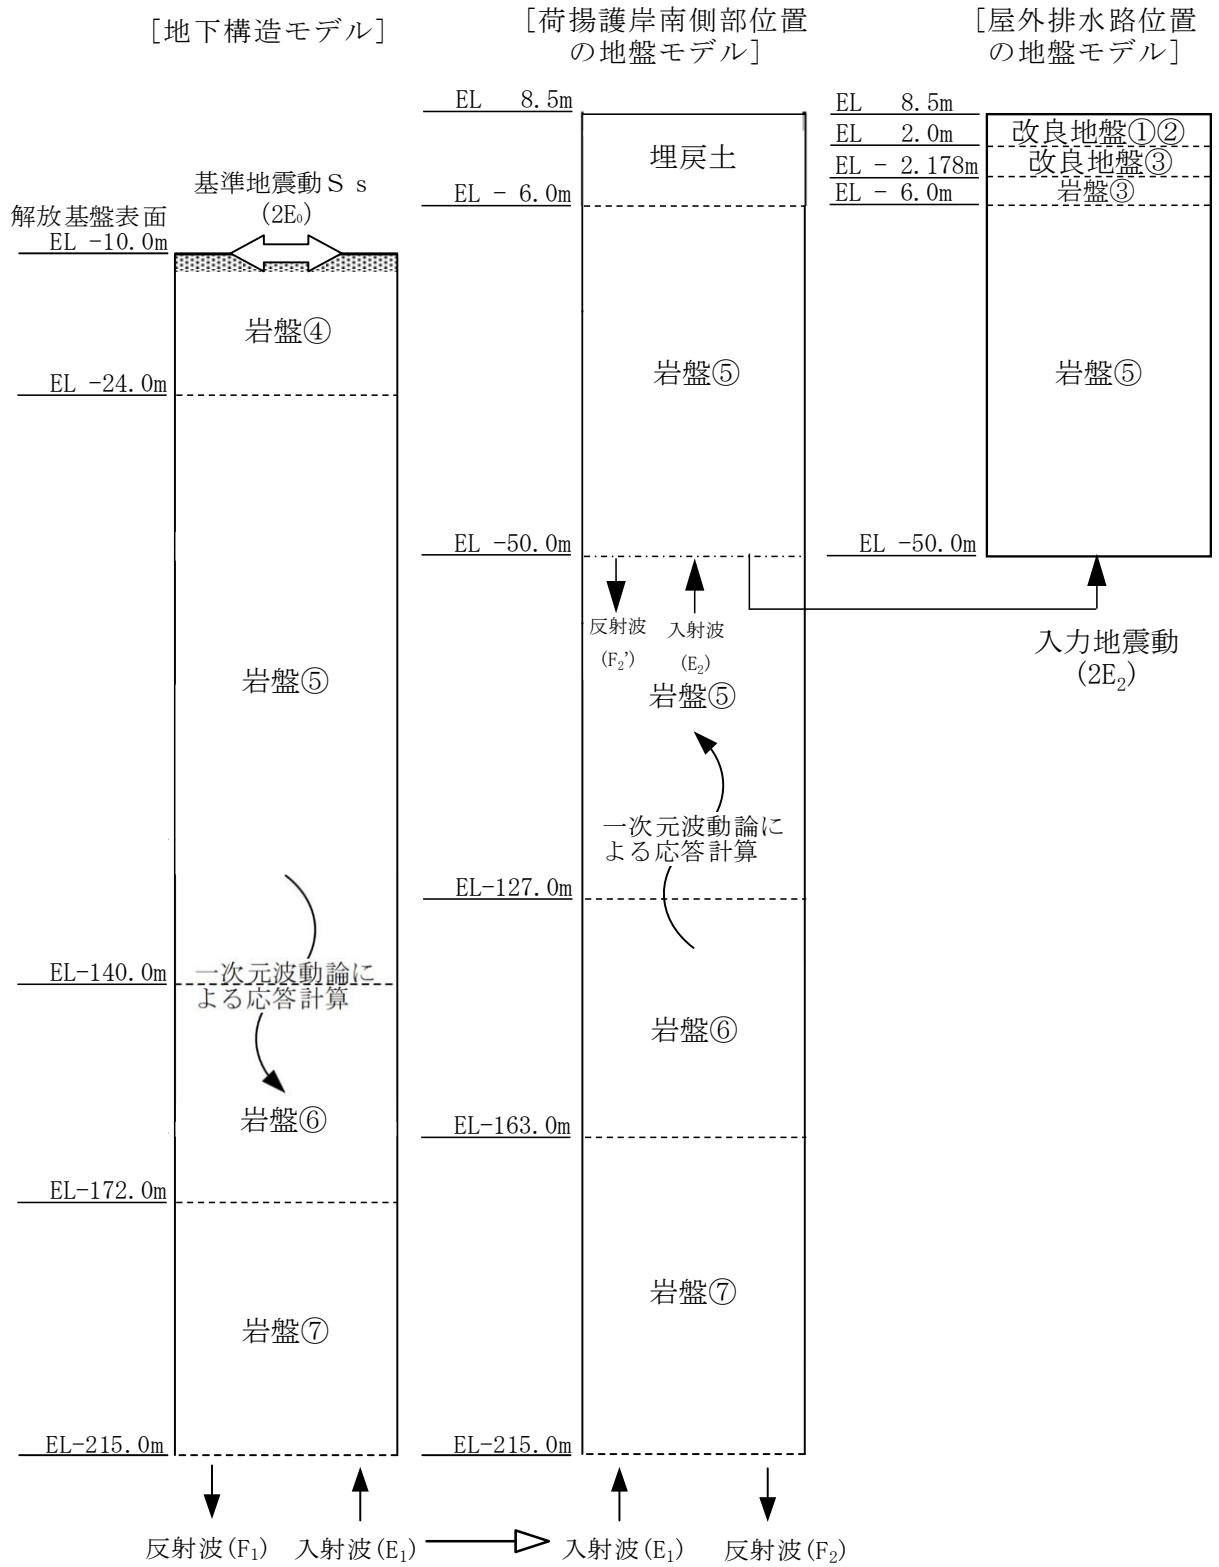 [地下構造モデル]
基準地震動Ｓｓ
(2E₀)
解放基盤表面
EL -10.0m
岩盤④
EL -24.0m
岩盤⑤
EL-140.0m
一次元波動論に
よる応答計算
岩盤⑥
EL-172.0m
岩盤⑦
EL-215.0m
反射波(F₁)
入射波(E₁)
[荷揚護岸南側部位置
の地盤モデル]
EL 8.5m
埋戻土
EL - 6.0m
岩盤⑤
EL -50.0m
反射波
(F₂')
入射波
(E₂)
岩盤⑤
一次元波動論に
よる応答計算
EL-127.0m
岩盤⑥
EL-163.0m
岩盤⑦
EL-215.0m
入射波(E₁)
反射波(F₂)
[屋外排水路位置
の地盤モデル]
EL 8.5m
改良地盤①②
EL 2.0m
改良地盤③
EL - 2.178m
岩盤③
EL - 6.0m
岩盤⑤
EL -50.0m
入力地震動
(2E₂)